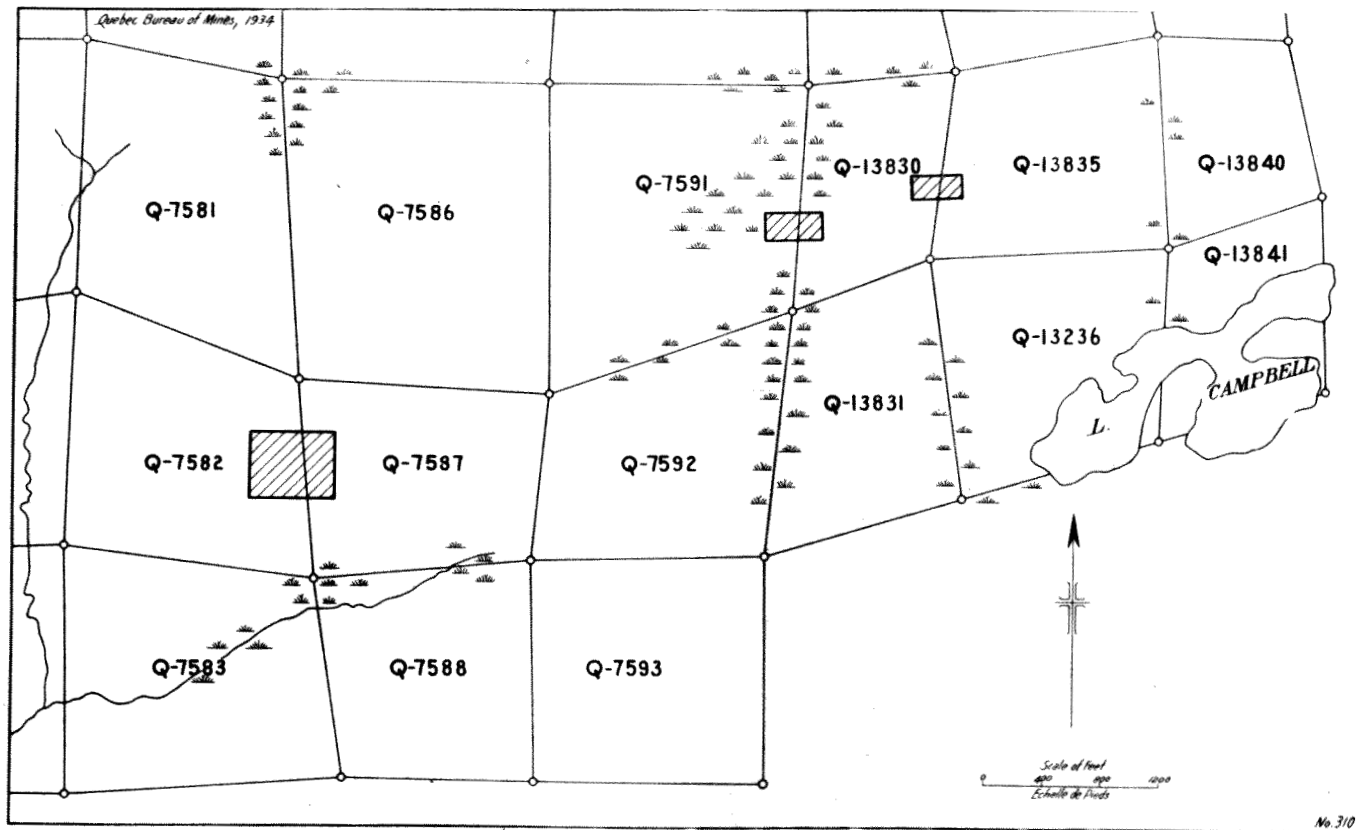 Quebec Bureau of Mines, 1934
Q-7581
Q-7586
Q-7591
Q-13830
Q-13835
Q-13840
Q-13841
Q-7582
Q-7587
Q-7592
Q-13831
Q-13236
L. CAMPBELL
Q-7583
Q-7588
Q-7593
Scale of Feet
0 400 800 1200
Echelle de Pieds
No. 310